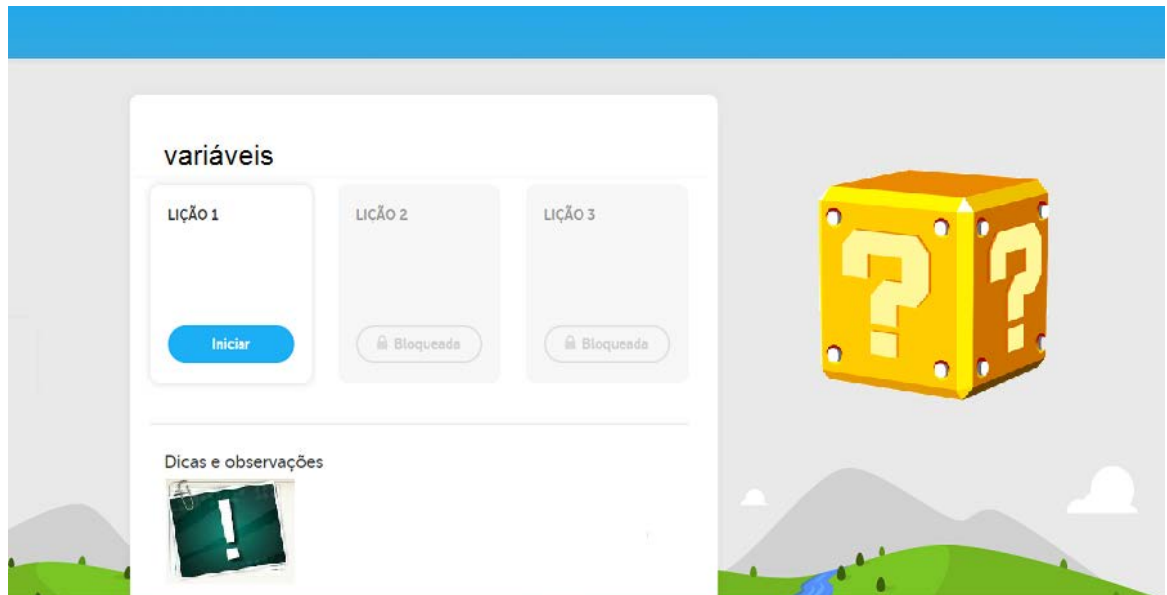 variáveis
LIÇÃO 1
LIÇÃO 2
LIÇÃO 3
Iniciar
Bloqueada
Bloqueada
Dicas e observações
!
? ?